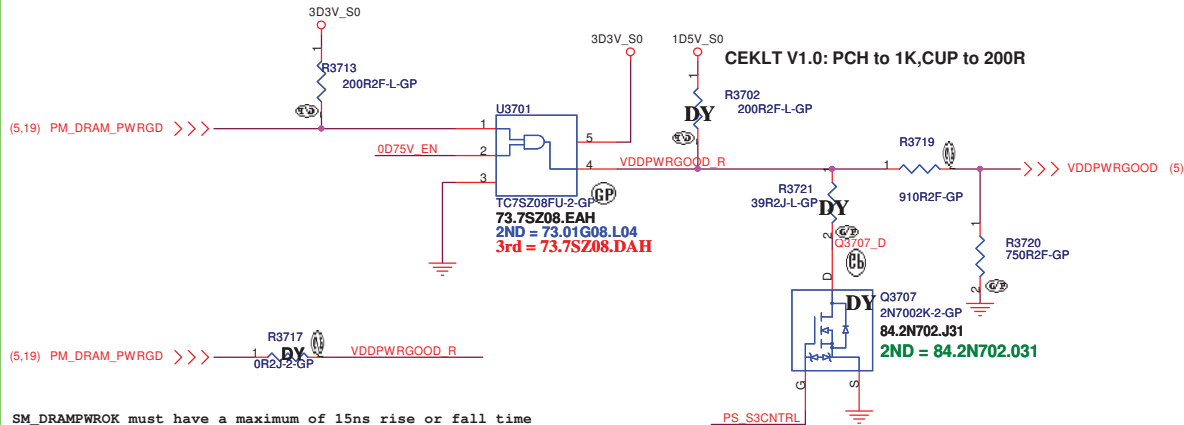 3D3V_S0
1
R3713
200R2F-L-GP
(5,19) PM_DRAM_PWRGD
0D75V_EN
U3701
1
2
3
5
4
TC7SZ08FU-2-GP
GP
73.7SZ08.EAH
2ND = 73.01G08.L04
3rd = 73.7SZ08.DAH
3D3V_S0
1D5V_S0
CEKLT V1.0: PCH to 1K,CUP to 200R
1
R3702
200R2F-L-GP
DY
VDDPWRGOOD_R
1
R3721
39R2J-L-GP
DY
2
Q3707_D
R3719
1
910R2F-GP
VDDPWRGOOD (5)
1
R3720
750R2F-GP
2
D
DY
Q3707
2N7002K-2-GP
84.2N702.J31
2ND = 84.2N702.031
G
S
PS_S3CNTRL
(5,19) PM_DRAM_PWRGD
R3717
1
DY
0R2J-2-GP
VDDPWRGOOD_R
SM_DRAMPWROK must have a maximum of 15ns rise or fall time